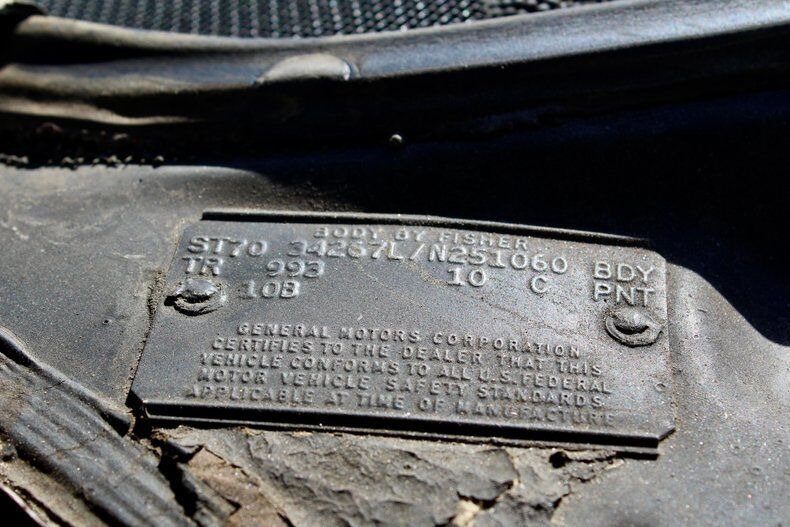 BODY BY FISHER
ST70 34267L/N251060 BDY
TR 993 10 C PNT
10B
GENERAL MOTORS CORPORATION
CERTIFIES TO THE DEALER THAT THIS
VEHICLE CONFORMS TO ALL U.S. FEDERAL
MOTOR VEHICLE SAFETY STANDARDS
APPLICABLE AT TIME OF MANUFACTURE